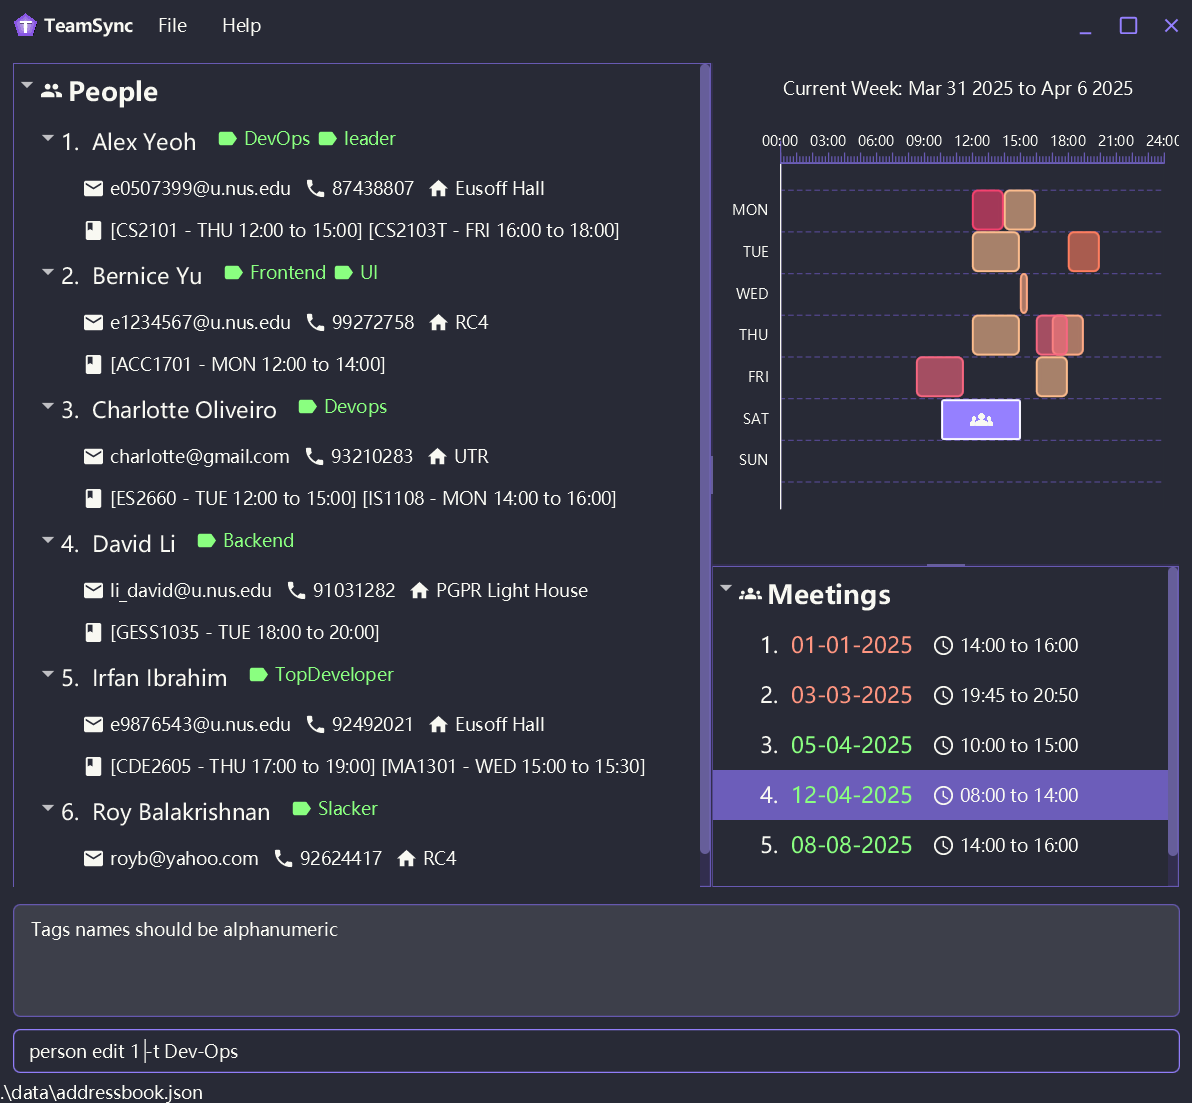 TeamSync File Help
People
1. Alex Yeoh DevOps leader
e0507399@u.nus.edu 87438807 Eusoff Hall
[CS2101 - THU 12:00 to 15:00] [CS2103T - FRI 16:00 to 18:00]
2. Bernice Yu Frontend UI
e1234567@u.nus.edu 99272758 RC4
[ACC1701 - MON 12:00 to 14:00]
3. Charlotte Oliveiro Devops
charlotte@gmail.com 93210283 UTR
[ES2660 - TUE 12:00 to 15:00] [IS1108 - MON 14:00 to 16:00]
4. David Li Backend
li_david@u.nus.edu 91031282 PGPR Light House
[GESS1035 - TUE 18:00 to 20:00]
5. Irfan Ibrahim TopDeveloper
e9876543@u.nus.edu 92492021 Eusoff Hall
[CDE2605 - THU 17:00 to 19:00] [MA1301 - WED 15:00 to 15:30]
6. Roy Balakrishnan Slacker
royb@yahoo.com 92624417 RC4
Current Week: Mar 31 2025 to Apr 6 2025
00:00 03:00 06:00 09:00 12:00 15:00 18:00 21:00 24:00
MON
TUE
WED
THU
FRI
SAT
SUN
Meetings
1. 01-01-2025 14:00 to 16:00
2. 03-03-2025 19:45 to 20:50
3. 05-04-2025 10:00 to 15:00
4. 12-04-2025 08:00 to 14:00
5. 08-08-2025 14:00 to 16:00
Tags names should be alphanumeric
person edit 1 -t Dev-Ops
.\data\addressbook.json